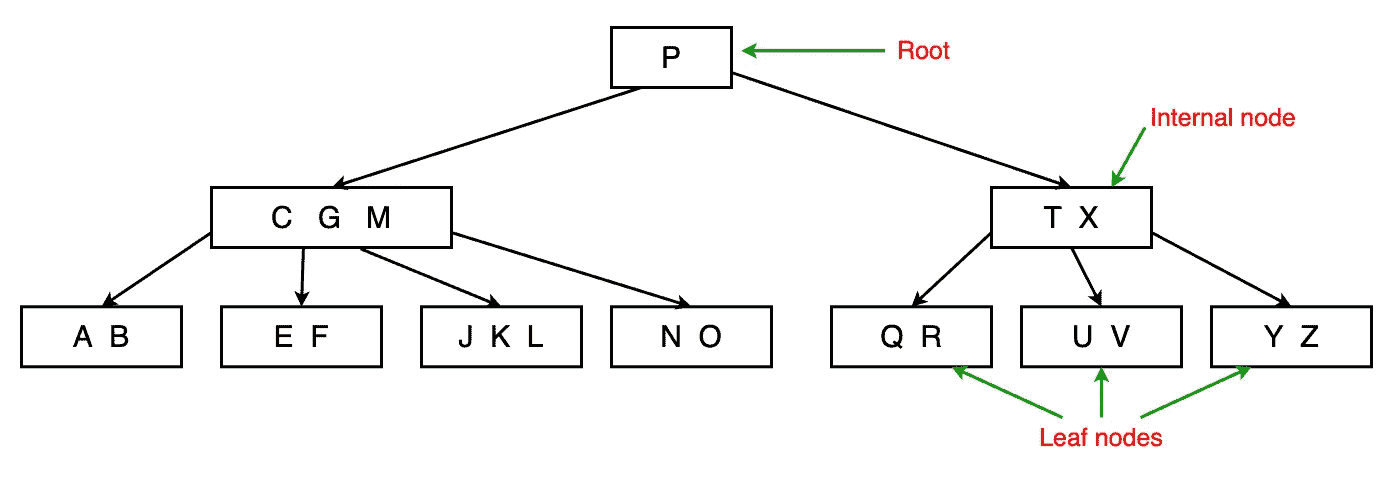 P
Root
Internal node
C G M
T X
A B
E F
J K L
N O
Q R
U V
Y Z
Leaf nodes